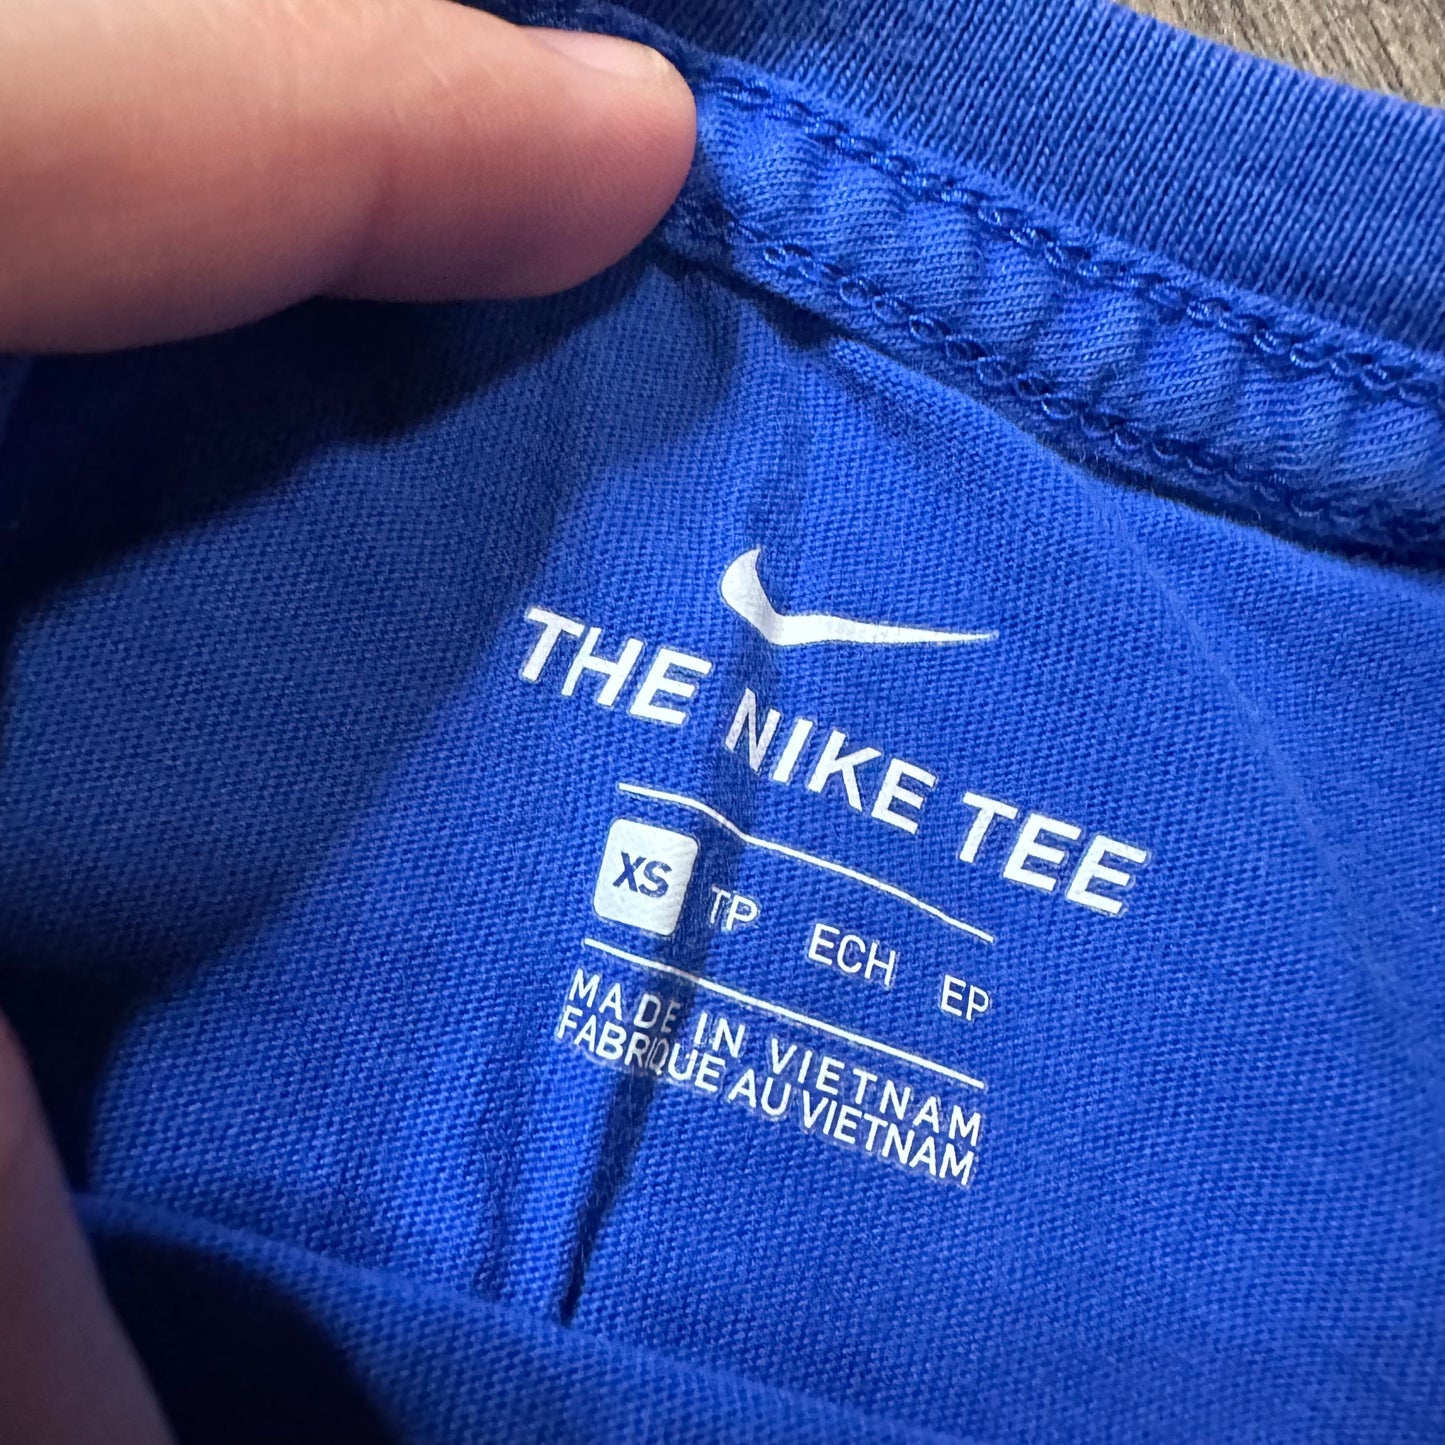 THE NIKE TEE
XS TP ECH EP
MADE IN VIETNAM
FABRIQUE AU VIETNAM